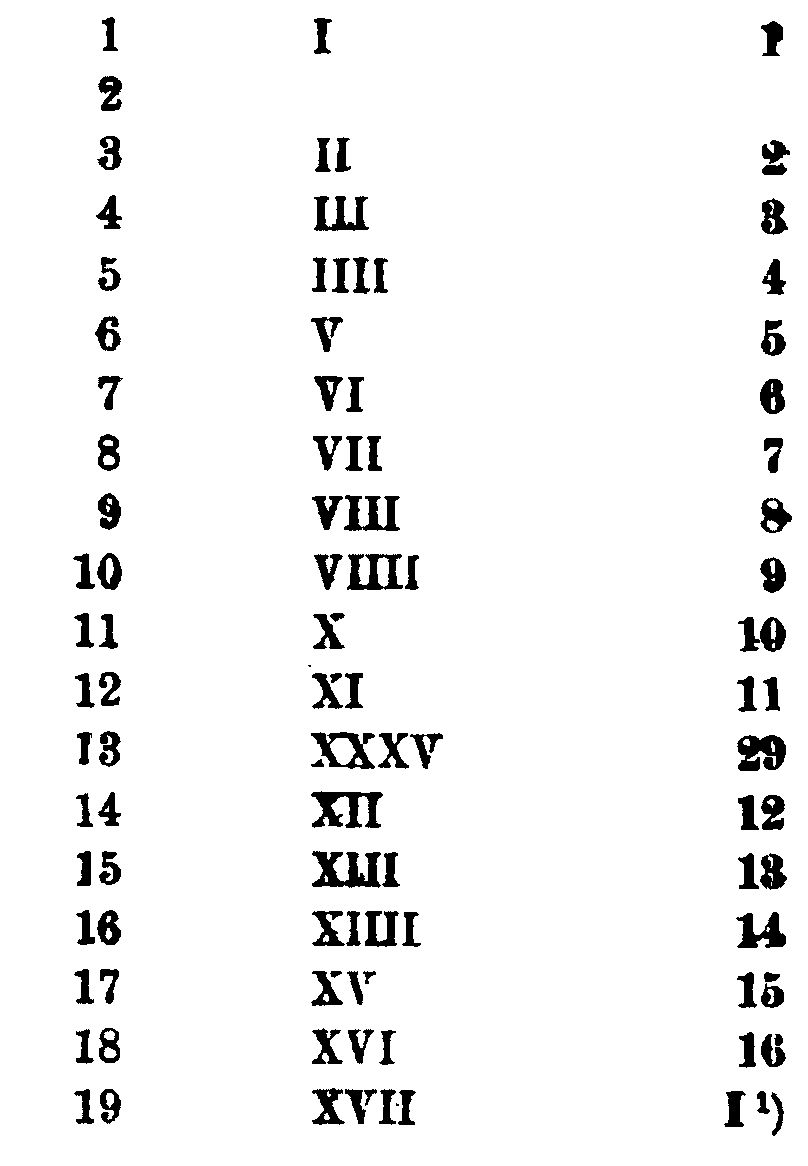 1 I 1
2
3 II 2
4 III 3
5 IIII 4
6 V 5
7 VI 6
8 VII 7
9 VIII 8
10 VIIII 9
11 X 10
12 XI 11
13 XXXV 29
14 XII 12
15 XIII 13
16 XIIII 14
17 XV 15
18 XVI 16
19 XVII I ¹)